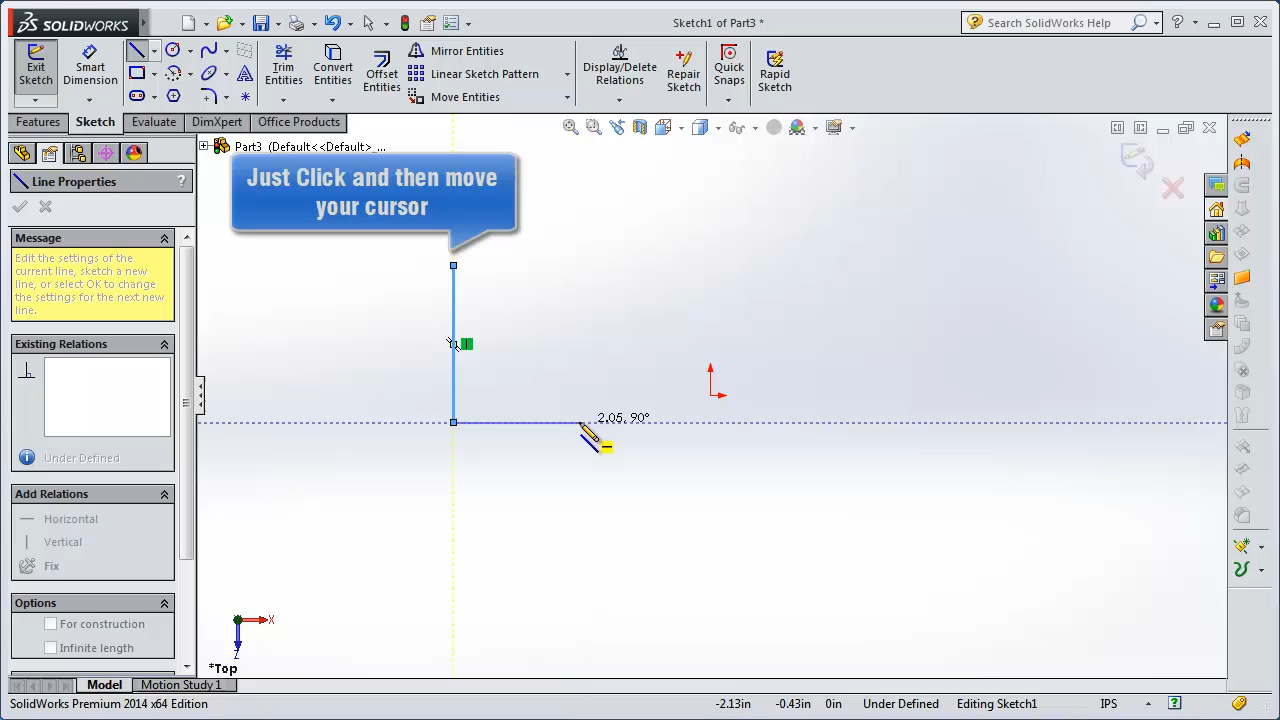 SOLIDWORKS
Sketch1 of Part3 *
Search SolidWorks Help
Exit
Sketch
Smart
Dimension
Trim
Entities
Convert
Entities
Offset
Entities
Mirror Entities
Linear Sketch Pattern
Move Entities
Display/Delete
Relations
Repair
Sketch
Quick
Snaps
Rapid
Sketch
Features
Sketch
Evaluate
DimXpert
Office Products
Part3 (Default<<Default>_...
Line Properties
?
Just Click and then move
your cursor
Message
Edit the settings of the
current line, sketch a new
line, or select OK to change
the settings for the next new
line.
Existing Relations
Under Defined
Add Relations
Horizontal
Vertical
Fix
Options
For construction
Infinite length
2.05, 90°
X
Z
*Top
Model
Motion Study 1
SolidWorks Premium 2014 x64 Edition
-2.13in
-0.43in
0in
Under Defined
Editing Sketch1
IPS